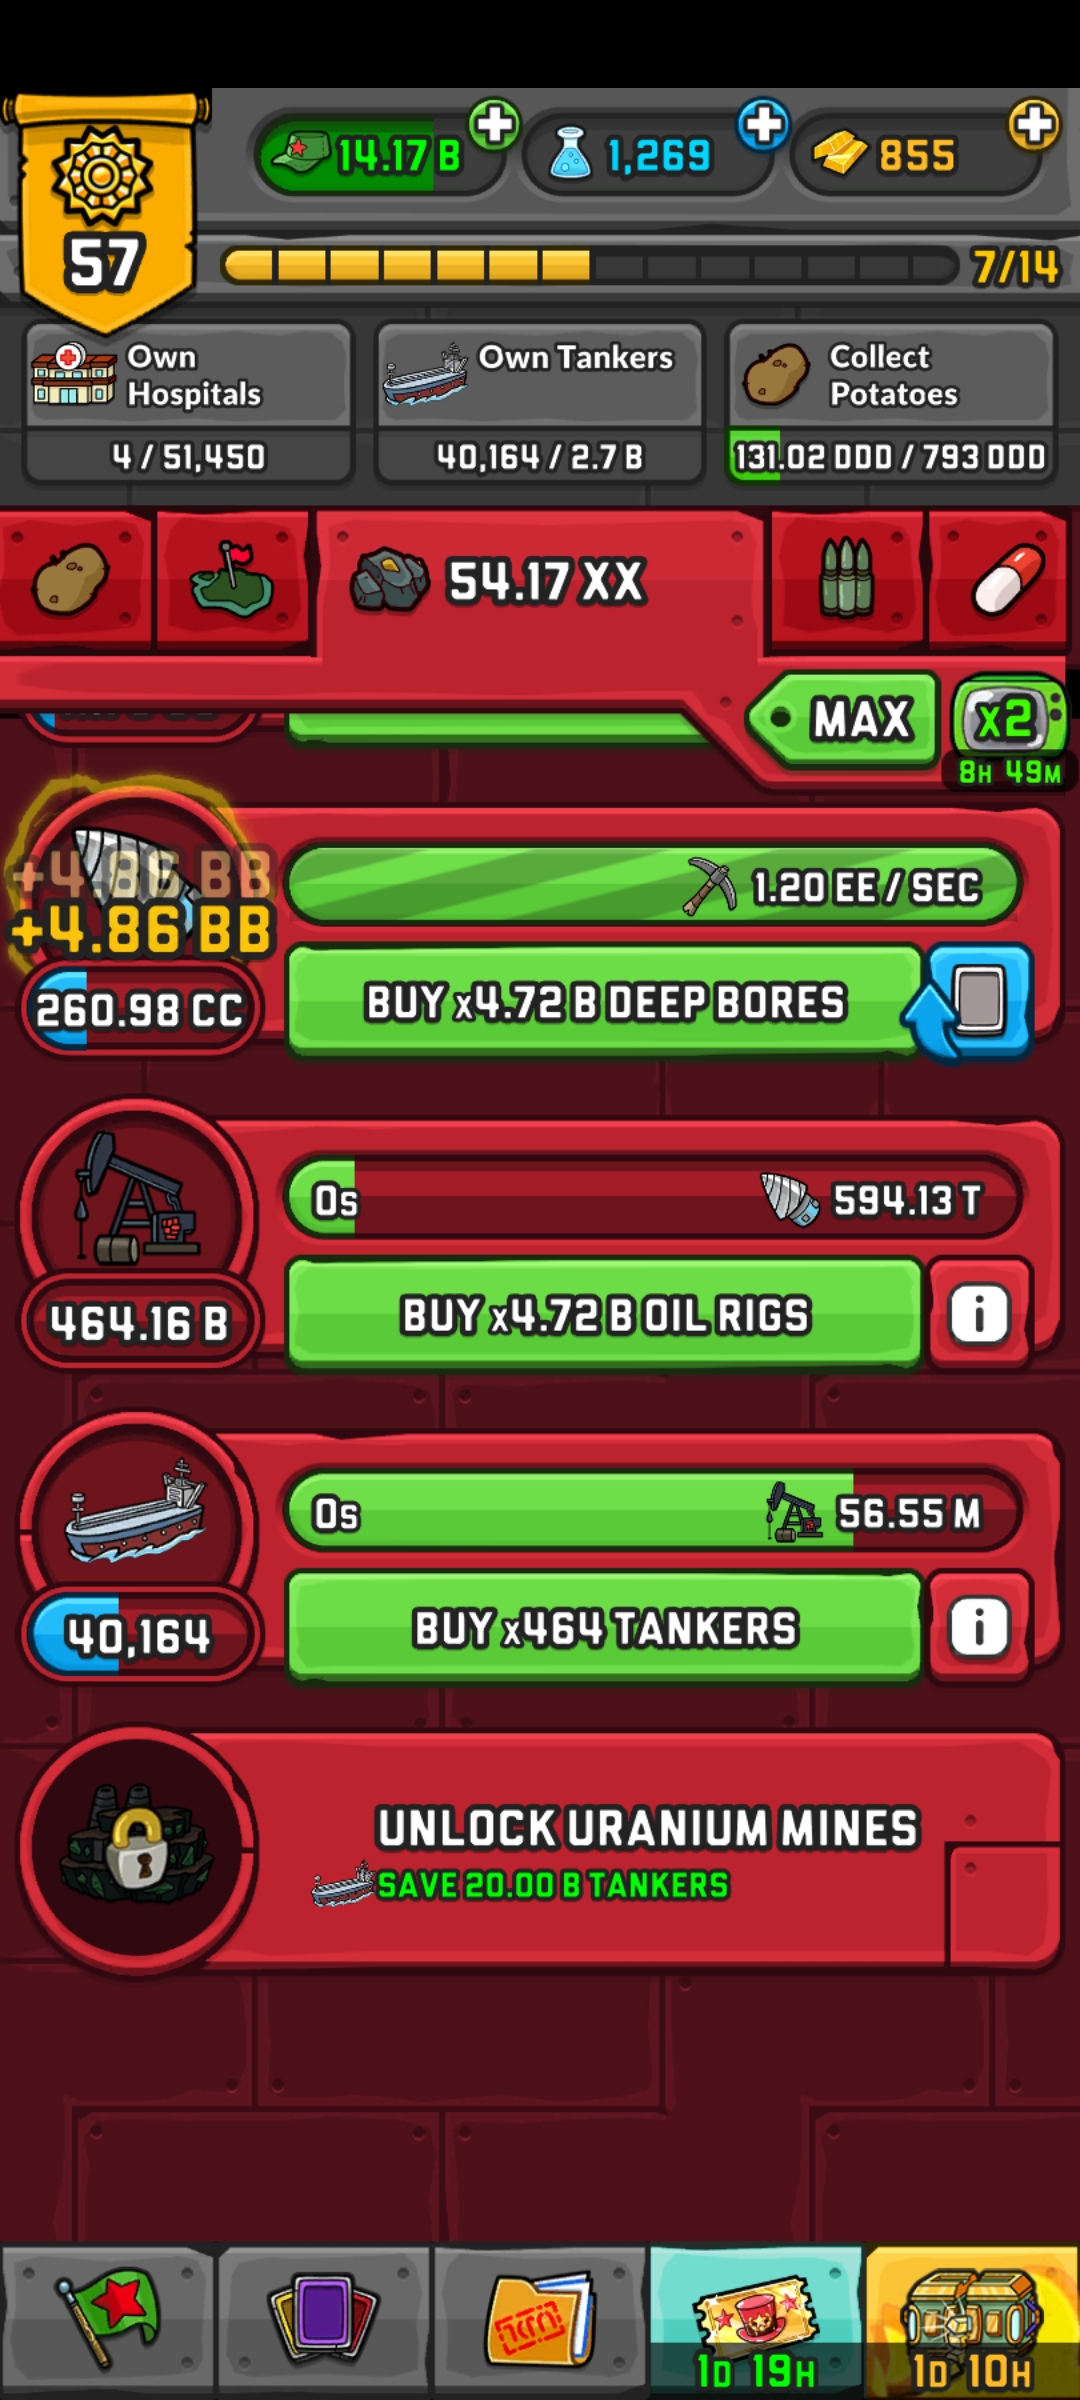 14.17 B
1,269
855
57
7/14
Own
Hospitals
4 / 51,450
Own Tankers
40,164 / 2.7 B
Collect
Potatoes
131.02 DDD / 793 DDD
54.17 XX
MAX
x2
8H 49M
+4.86 BB
+4.86 BB
1.20 EE / SEC
260.98 CC
BUY x4.72 B DEEP BORES
0s
594.13 T
464.16 B
BUY x4.72 B OIL RIGS
i
0s
56.55 M
40,164
BUY x464 TANKERS
i
UNLOCK URANIUM MINES
SAVE 20.00 B TANKERS
1D 19H
1D 10H